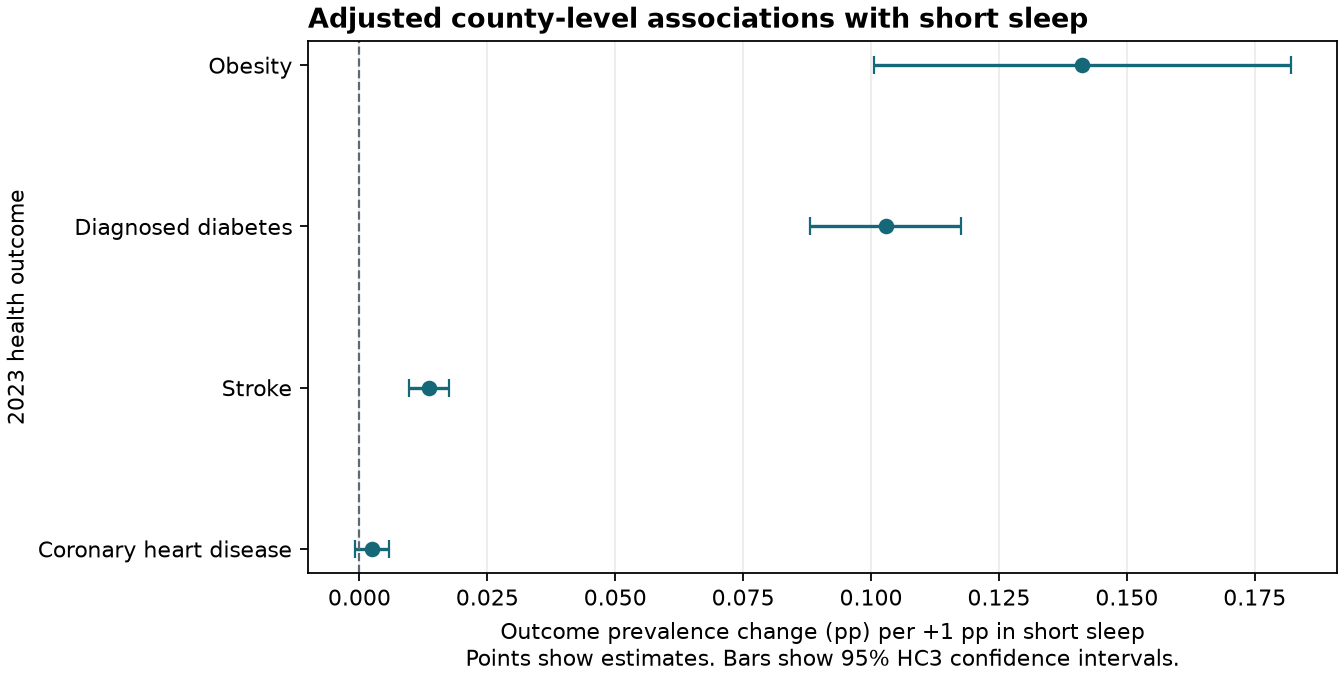 Adjusted county-level associations with short sleep
2023 health outcome
Obesity
Diagnosed diabetes
Stroke
Coronary heart disease
0.000 0.025 0.050 0.075 0.100 0.125 0.150 0.175
Outcome prevalence change (pp) per +1 pp in short sleep
Points show estimates. Bars show 95% HC3 confidence intervals.